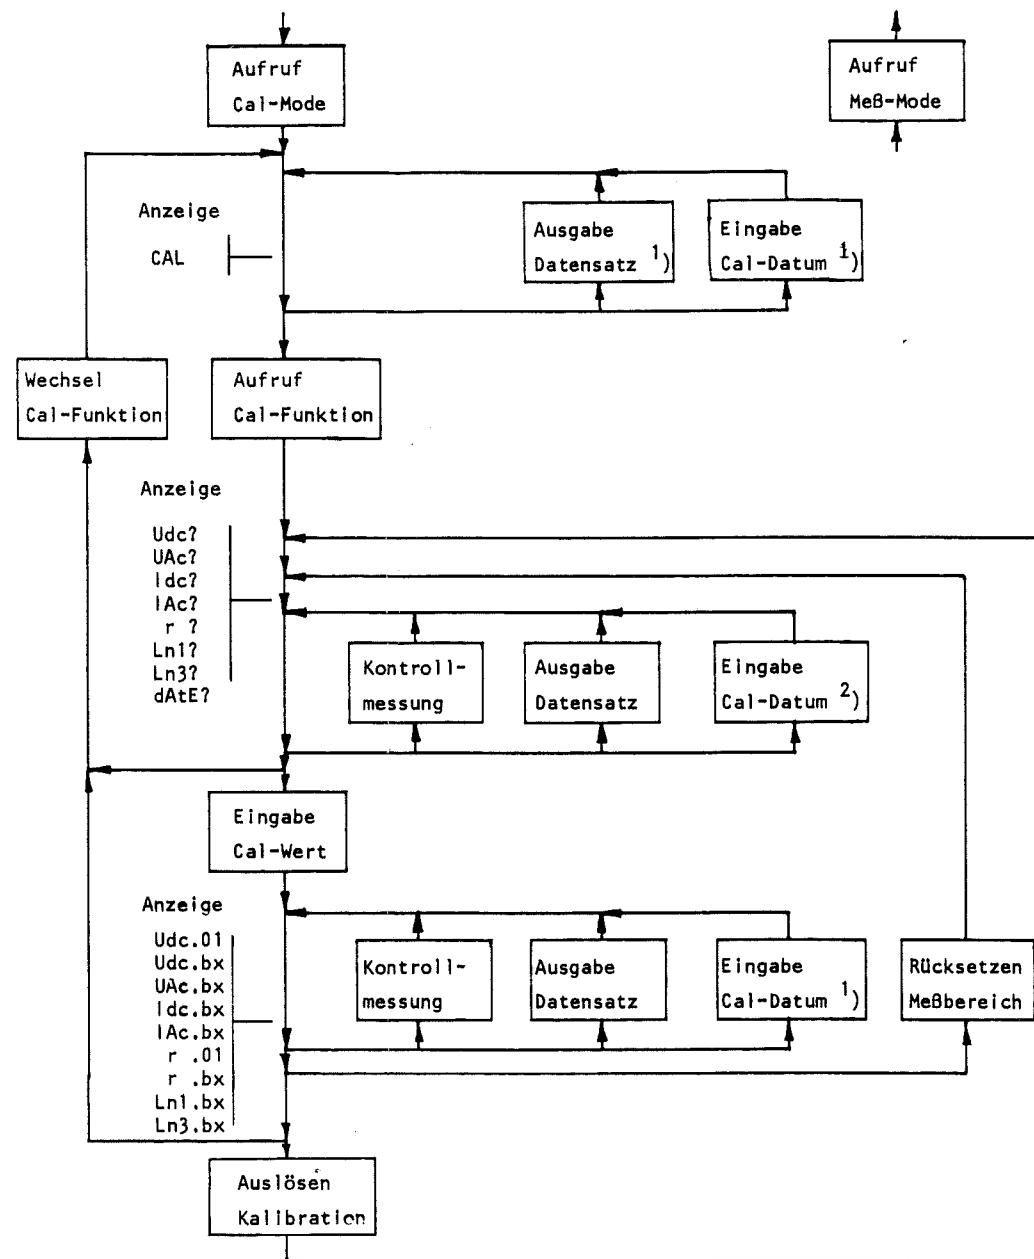 Aufruf
Cal-Mode
Aufruf
Meß-Mode
Anzeige
CAL
Ausgabe
Datensatz 1)
Eingabe
Cal-Datum 1)
Wechsel
Cal-Funktion
Aufruf
Cal-Funktion
Anzeige
Udc?
UAc?
Idc?
IAc?
r ?
Ln1?
Ln3?
dAtE?
Kontroll-
messung
Ausgabe
Datensatz
Eingabe
Cal-Datum 2)
Eingabe
Cal-Wert
Anzeige
Udc.01
Udc.bx
UAc.bx
Idc.bx
IAc.bx
r .01
r .bx
Ln1.bx
Ln3.bx
Kontroll-
messung
Ausgabe
Datensatz
Eingabe
Cal-Datum 1)
Rücksetzen
Meßbereich
Auslösen
Kalibration